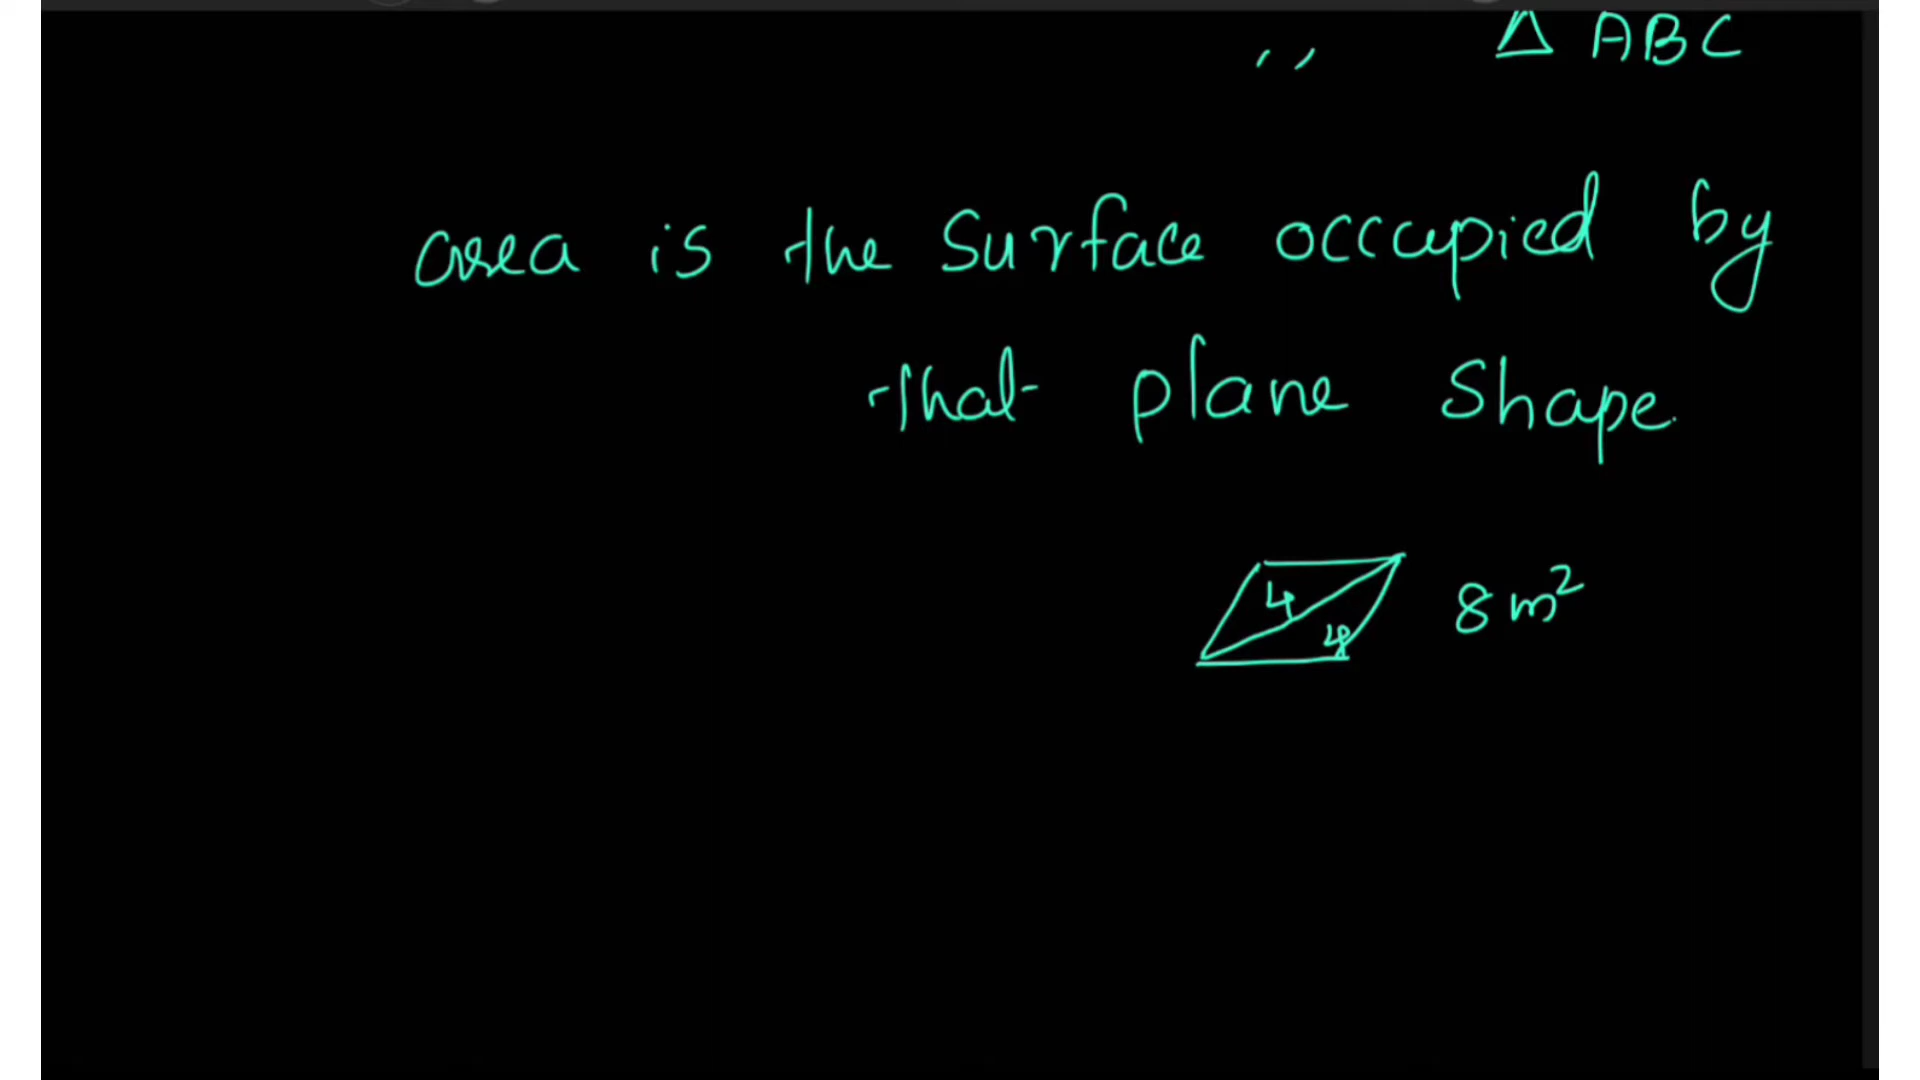 ,, Δ ABC
area is the surface occupied by
that plane shape.
4
4
8 m²